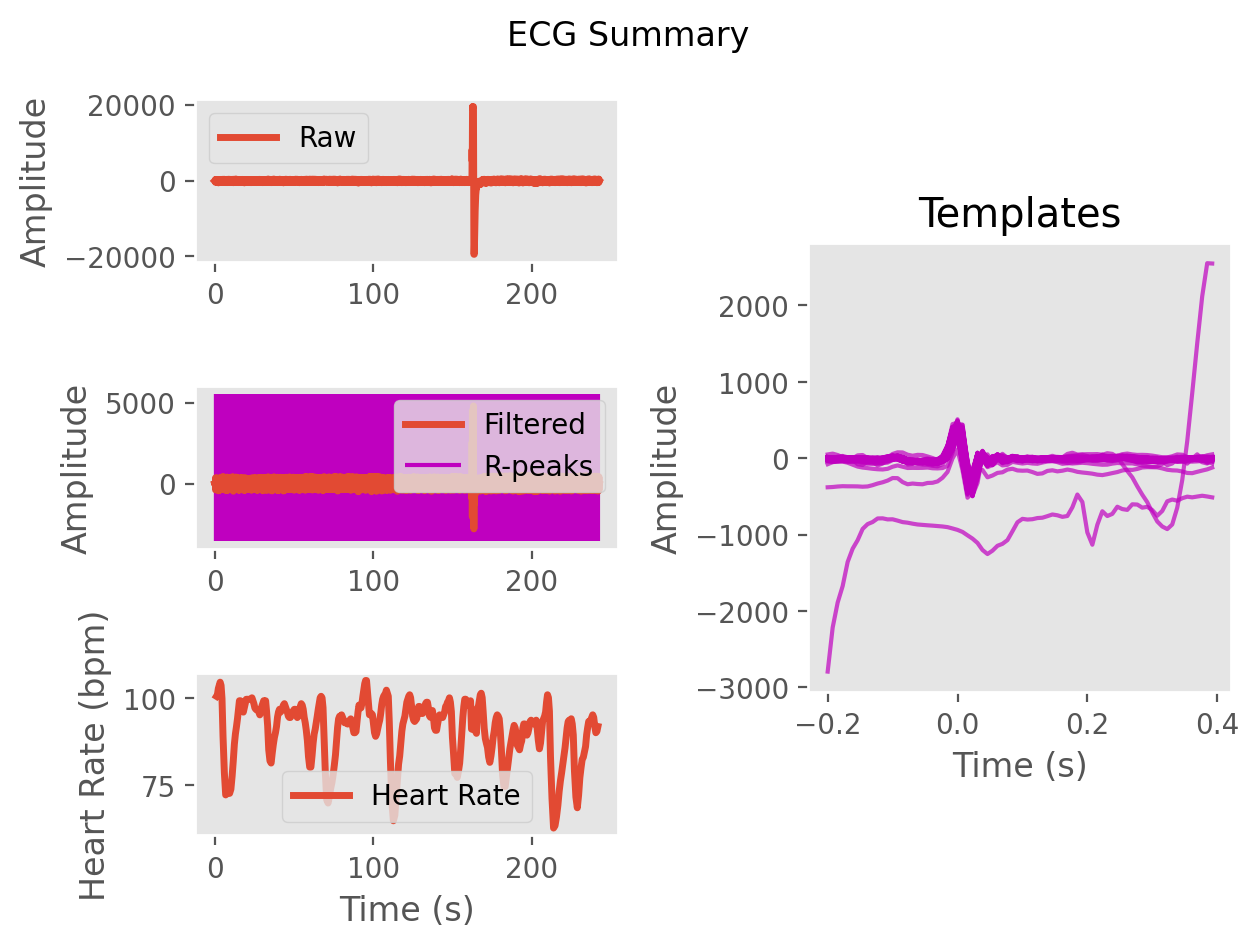 ECG Summary
Amplitude
20000
0
−20000
Raw
0
100
200
Amplitude
5000
0
Filtered
R-peaks
0
100
200
Heart Rate (bpm)
100
75
Heart Rate
0
100
200
Time (s)
Templates
Amplitude
2000
1000
0
−1000
−2000
−3000
−0.2
0.0
0.2
0.4
Time (s)